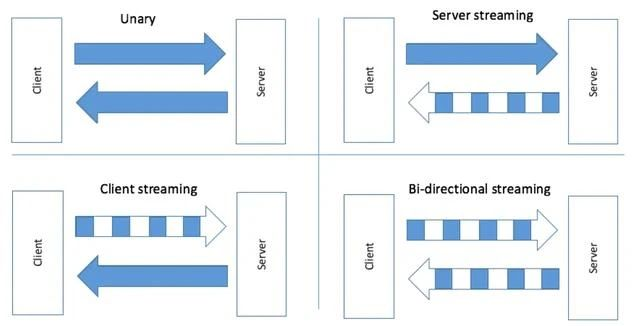 Unary
Client
Server
Server streaming
Client
Server
Client streaming
Client
Server
Bi-directional streaming
Client
Server